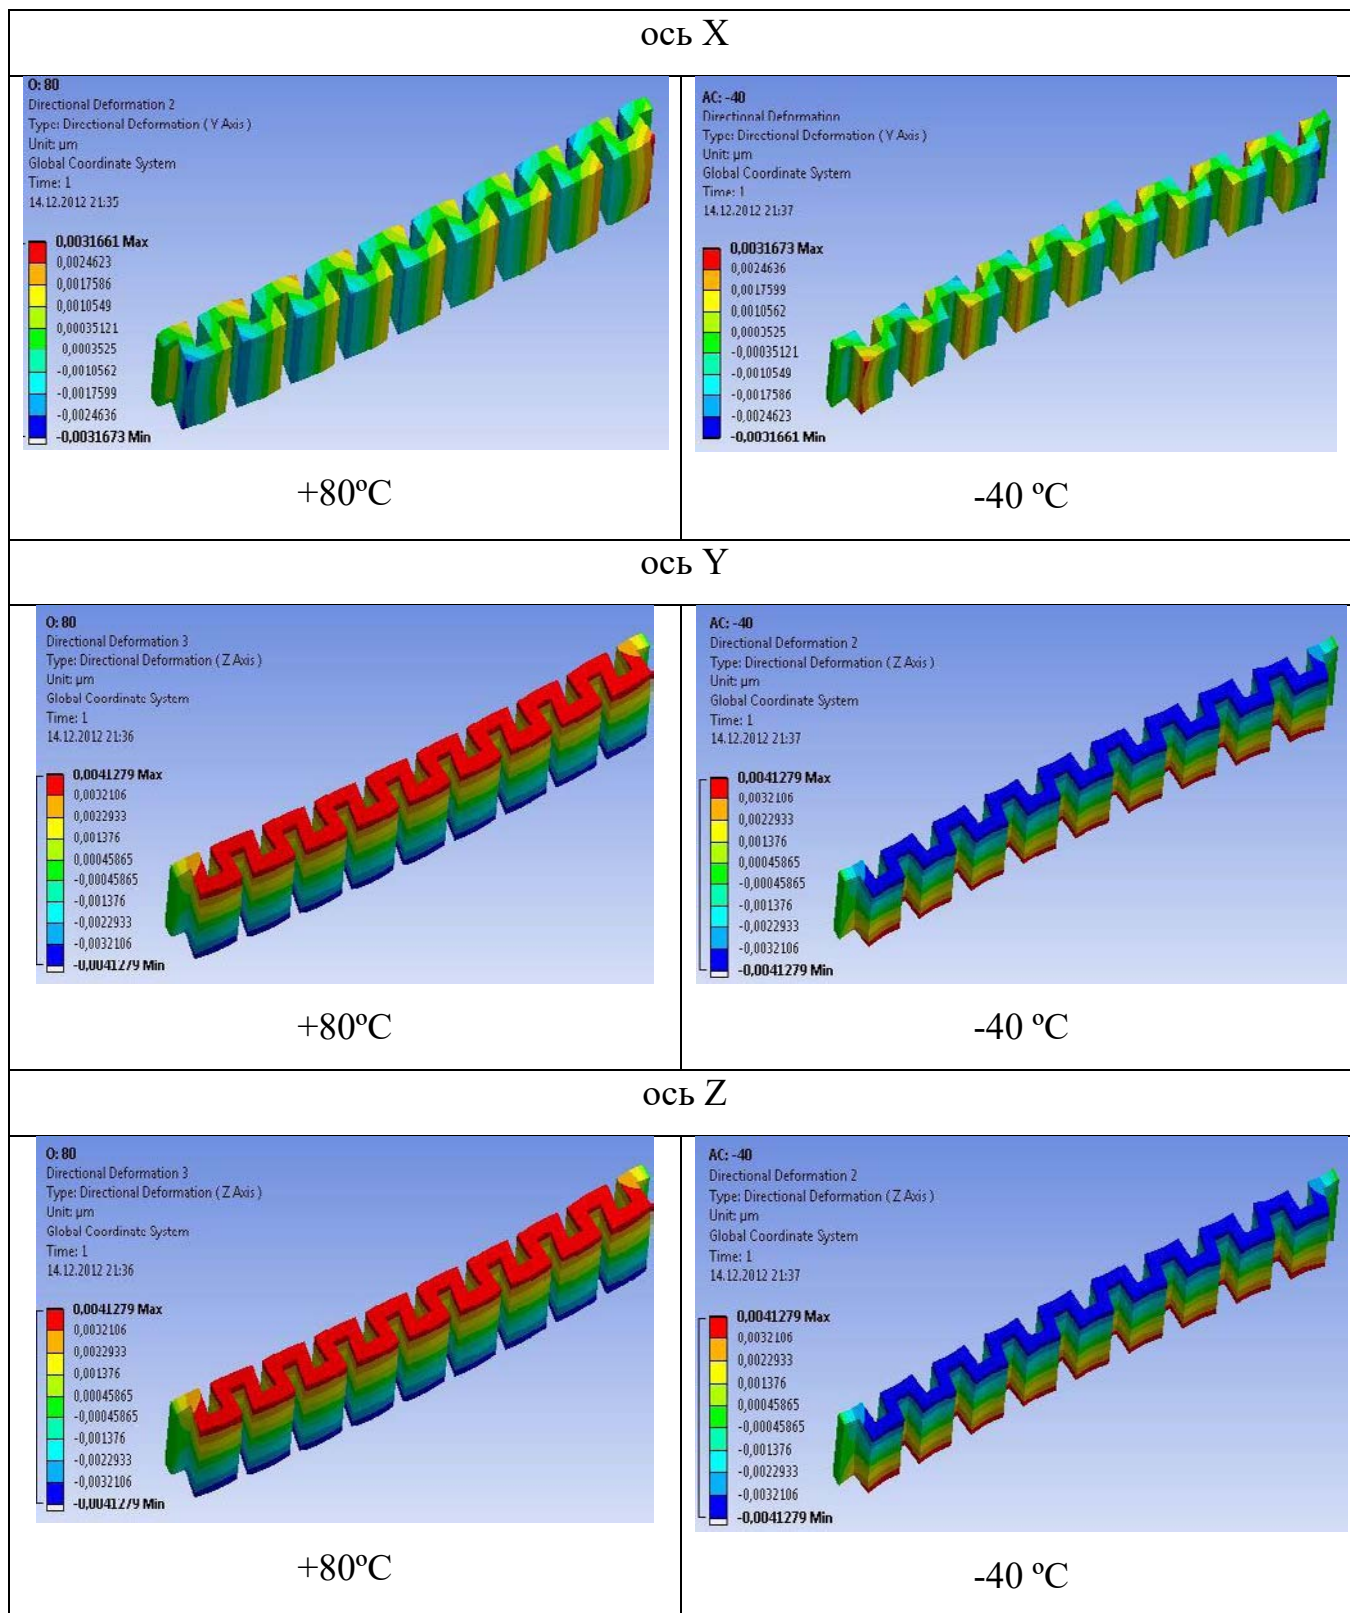 ось X
O: 80
Directional Deformation 2
Type: Directional Deformation ( Y Axis )
Unit: µm
Global Coordinate System
Time: 1
14.12.2012 21:35
0,0031661 Max
0,0024623
0,0017586
0,0010549
0,00035121
0,0003525
-0,0010562
-0,0017599
-0,0024636
-0,0031673 Min
+80ºC
AC: -40
Directional Deformation
Type: Directional Deformation ( Y Axis )
Unit: µm
Global Coordinate System
Time: 1
14.12.2012 21:37
0,0031673 Max
0,0024636
0,0017599
0,0010562
0,0003525
-0,00035121
-0,0010549
-0,0017586
-0,0024623
-0,0031661 Min
-40 ºC
ось Y
O: 80
Directional Deformation 3
Type: Directional Deformation ( Z Axis )
Unit: µm
Global Coordinate System
Time: 1
14.12.2012 21:36
0,0041279 Max
0,0032106
0,0022933
0,001376
0,00045865
-0,00045865
-0,001376
-0,0022933
-0,0032106
-0,0041279 Min
+80ºC
AC: -40
Directional Deformation 2
Type: Directional Deformation ( Z Axis )
Unit: µm
Global Coordinate System
Time: 1
14.12.2012 21:37
0,0041279 Max
0,0032106
0,0022933
0,001376
0,00045865
-0,00045865
-0,001376
-0,0022933
-0,0032106
-0,0041279 Min
-40 ºC
ось Z
O: 80
Directional Deformation 3
Type: Directional Deformation ( Z Axis )
Unit: µm
Global Coordinate System
Time: 1
14.12.2012 21:36
0,0041279 Max
0,0032106
0,0022933
0,001376
0,00045865
-0,00045865
-0,001376
-0,0022933
-0,0032106
-0,0041279 Min
+80ºC
AC: -40
Directional Deformation 2
Type: Directional Deformation ( Z Axis )
Unit: µm
Global Coordinate System
Time: 1
14.12.2012 21:37
0,0041279 Max
0,0032106
0,0022933
0,001376
0,00045865
-0,00045865
-0,001376
-0,0022933
-0,0032106
-0,0041279 Min
-40 ºC